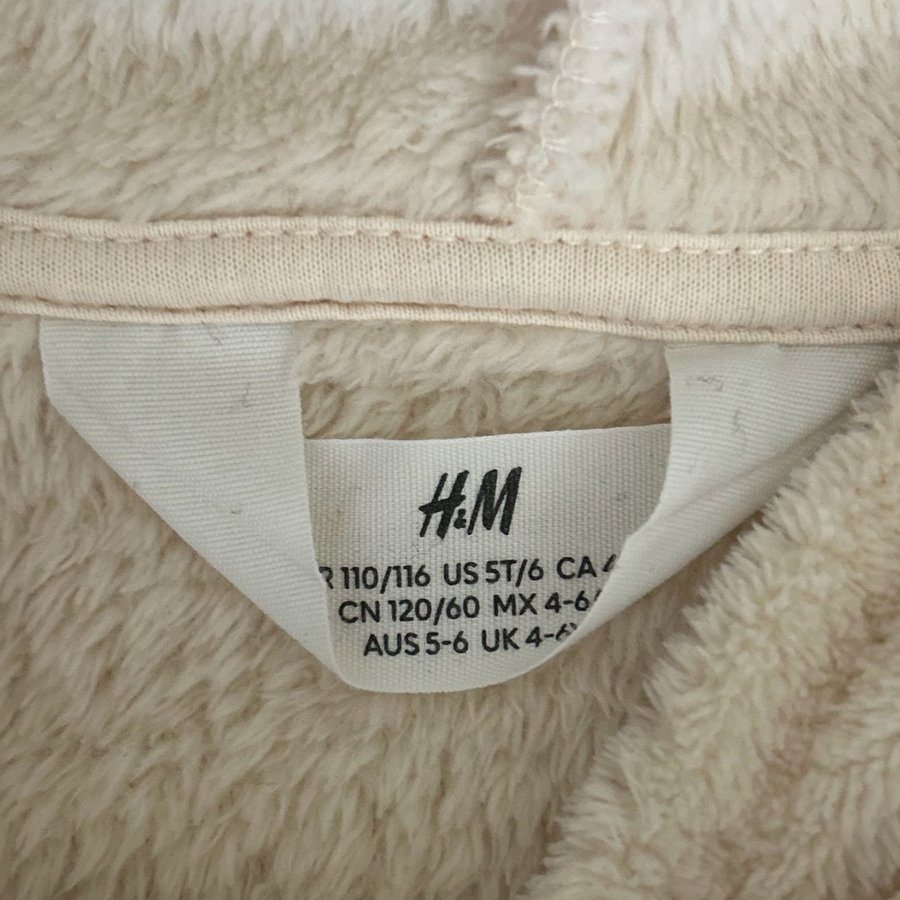 H&M
110/116 US 5T/6 CA
CN 120/60 MX 4-6
AUS 5-6 UK 4-6